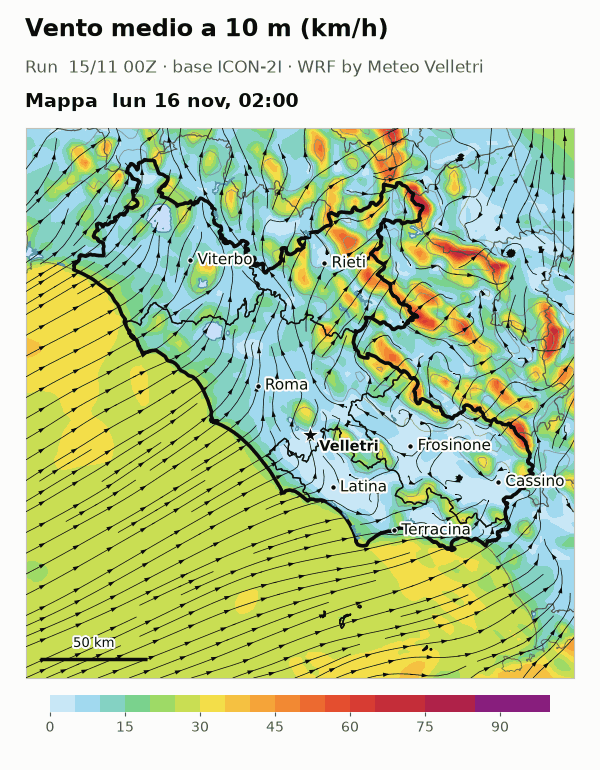 Vento medio a 10 m (km/h)
Run  15/11 00Z · base ICON-2I · WRF by Meteo Velletri
Mappa  lun 16 nov, 02:00
Viterbo
Rieti
Roma
Velletri
Frosinone
Cassino
Latina
Terracina
50 km
0 15 30 45 60 75 90